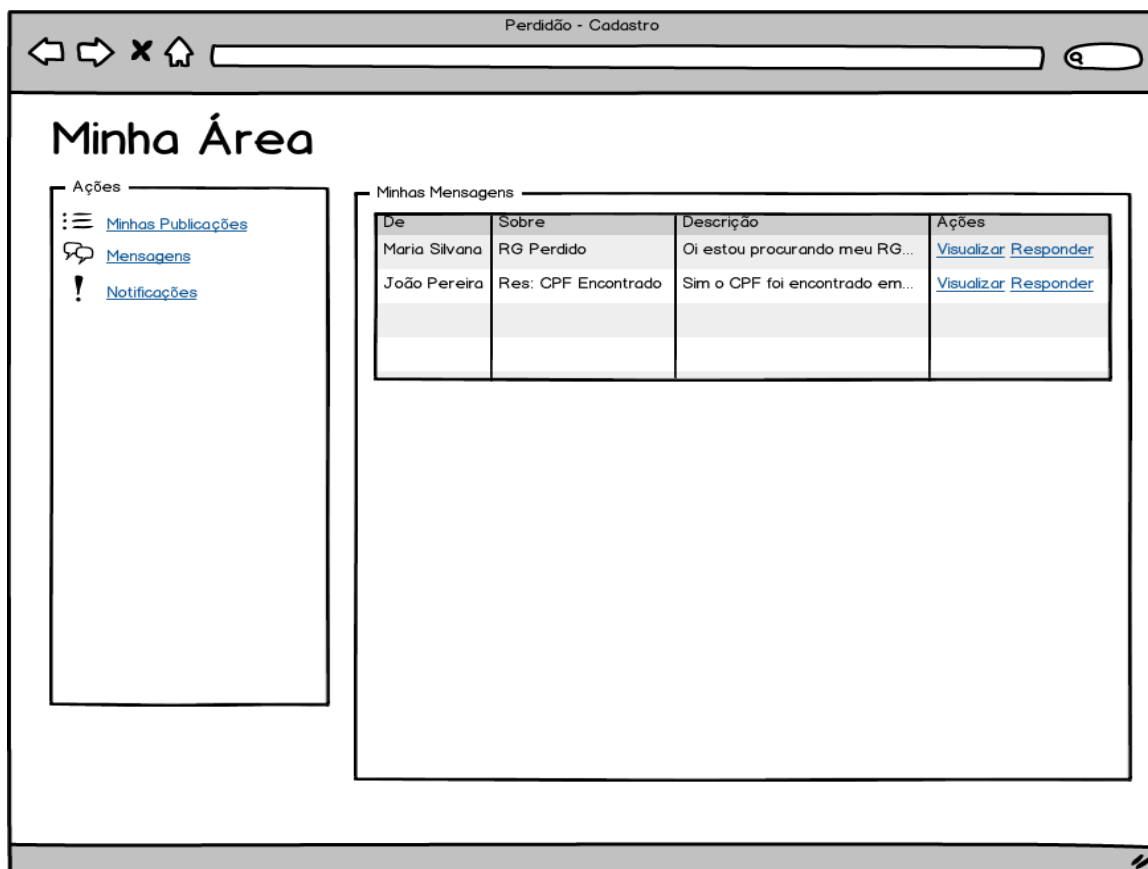 Perdidão - Cadastro
Minha Área
Ações
Minhas Publicações
Mensagens
Notificações
Minhas Mensagens
De Sobre Descrição Ações
Maria Silvana RG Perdido Oi estou procurando meu RG... Visualizar Responder
João Pereira Res: CPF Encontrado Sim o CPF foi encontrado em... Visualizar Responder